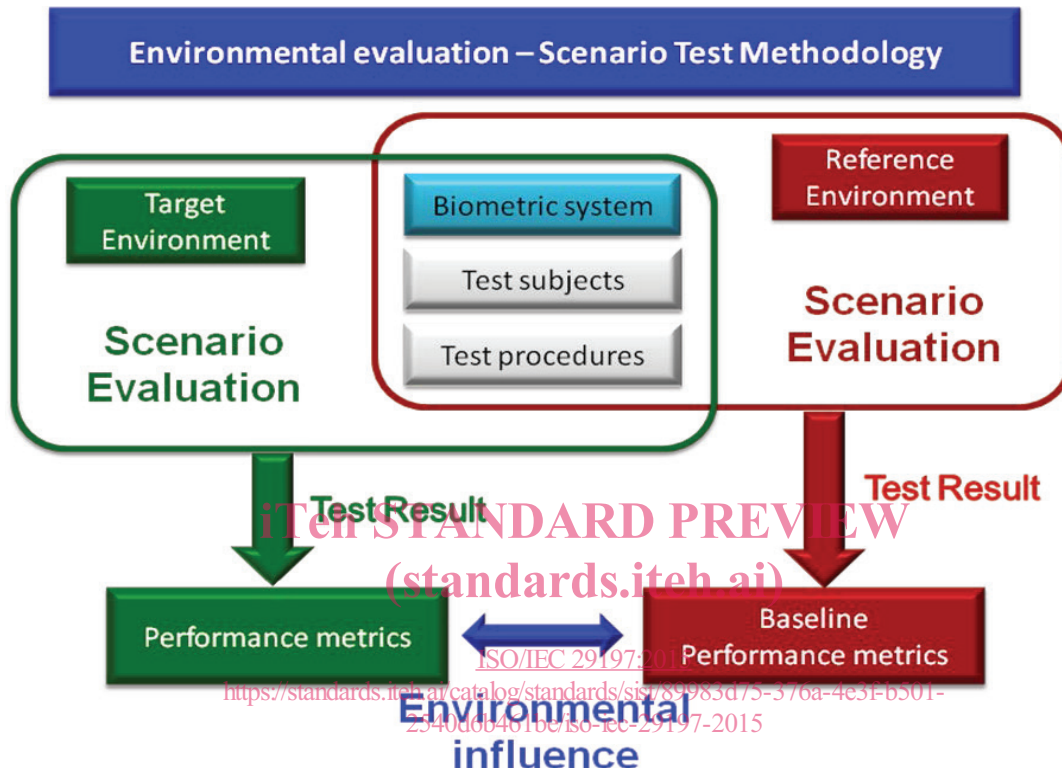 Environmental evaluation – Scenario Test Methodology
Target
Environment
Biometric system
Reference
Environment
Test subjects
Test procedures
Scenario
Evaluation
Scenario
Evaluation
Test Result
Test Result
iTeh STANDARD PREVIEW
(standards.iteh.ai)
Performance metrics
Baseline
Performance metrics
ISO/IEC 29197:2015
https://standards.iteh.ai/catalog/standards/sist/89983d75-376a-4e3f-b501-
2540d6b461be/iso-iec-29197-2015
Environmental
influence